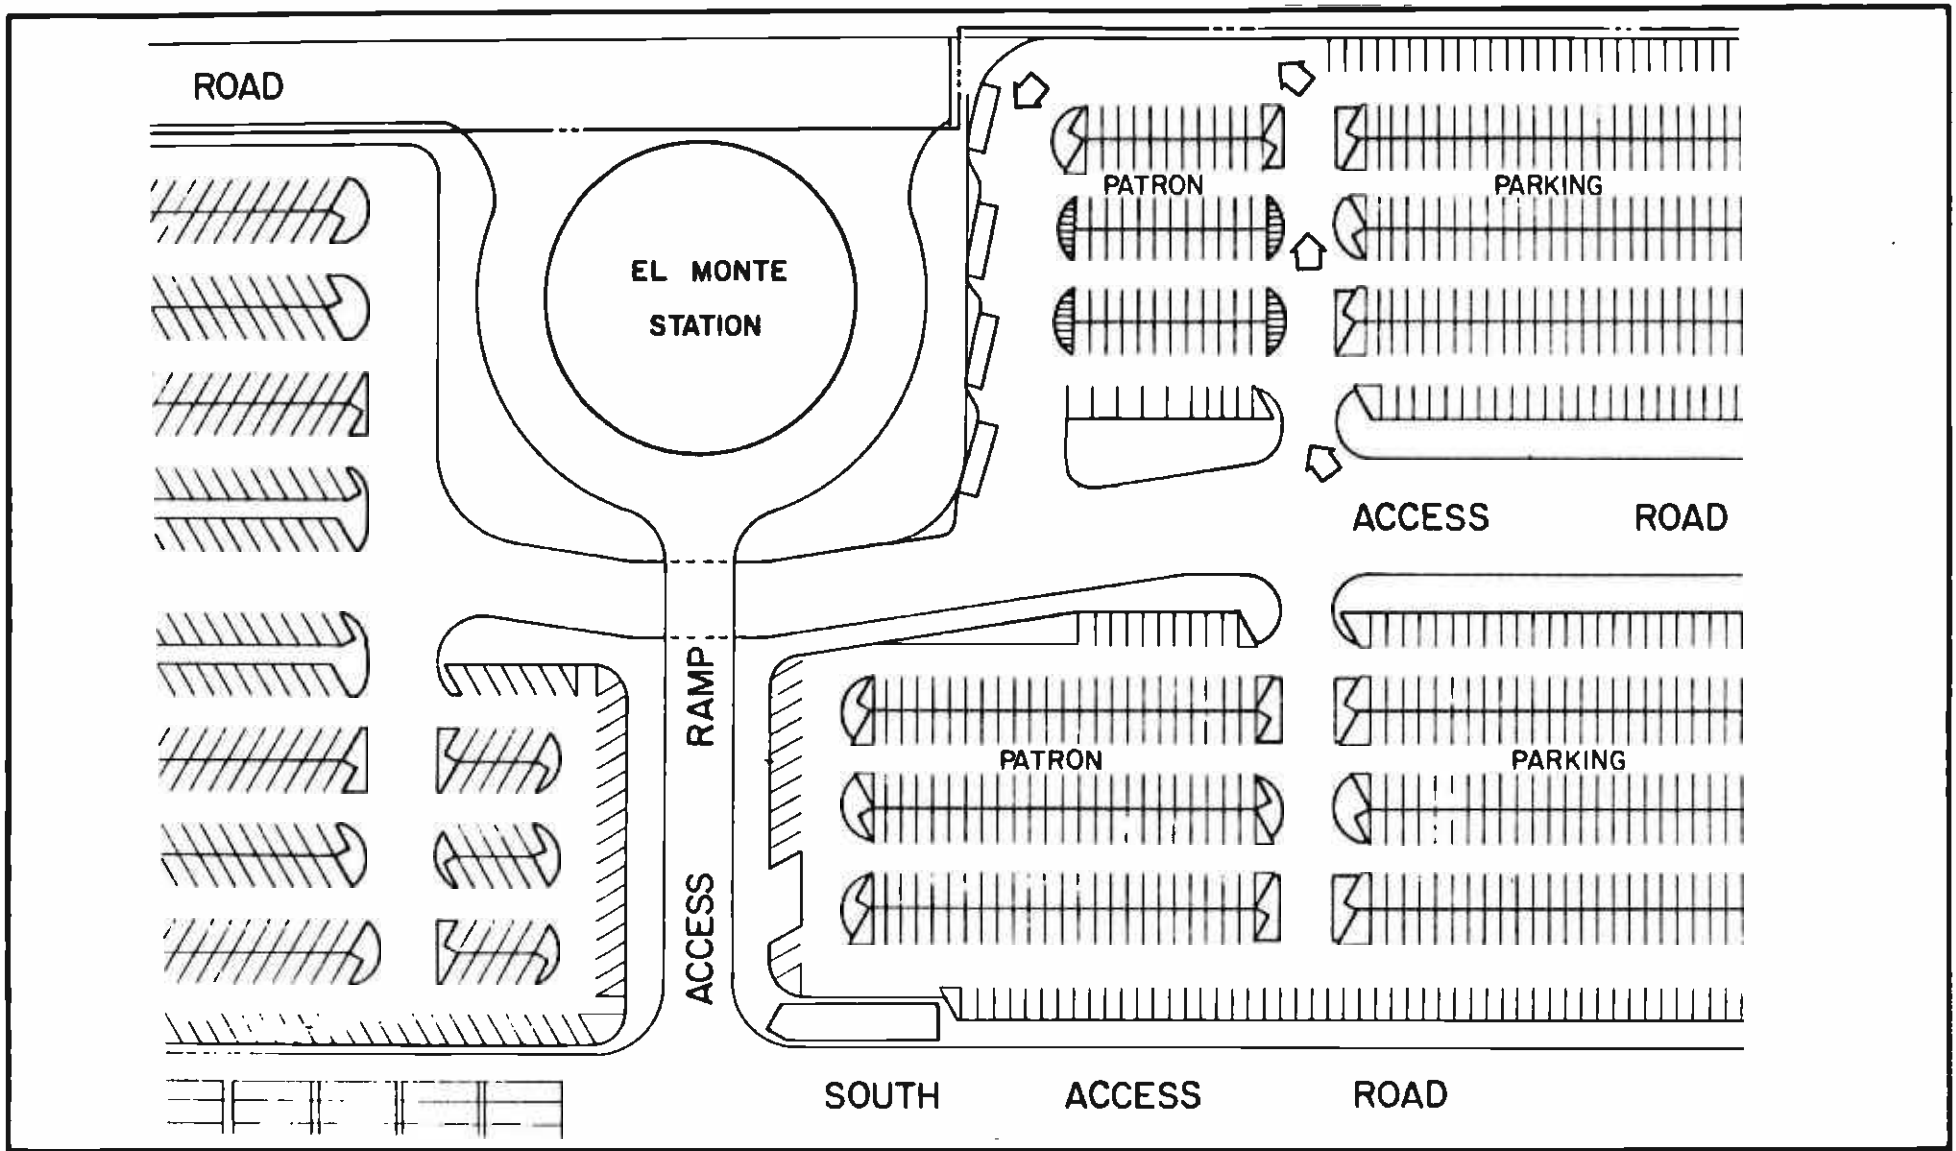 ROAD
EL MONTE
STATION
PATRON PARKING
ACCESS ROAD
ACCESS RAMP
PATRON PARKING
SOUTH ACCESS ROAD